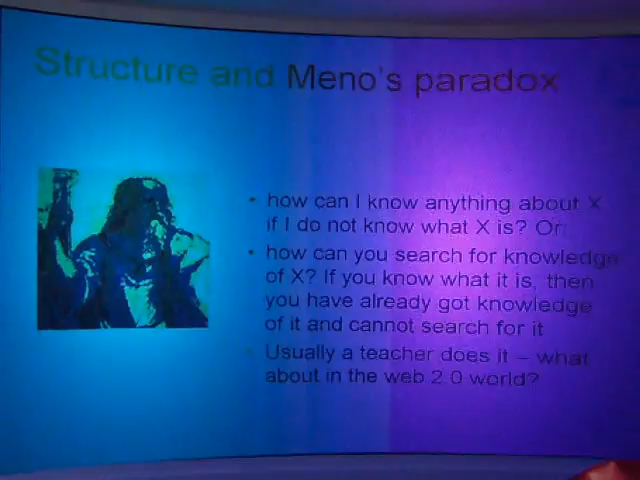 Structure and Meno's paradox
• how can I know anything about X
if I do not know what X is? Or
• how can you search for knowledge
of X? If you know what it is, then
you have already got knowledge
of it and cannot search for it
• Usually a teacher does it – what
about in the web 2.0 world?